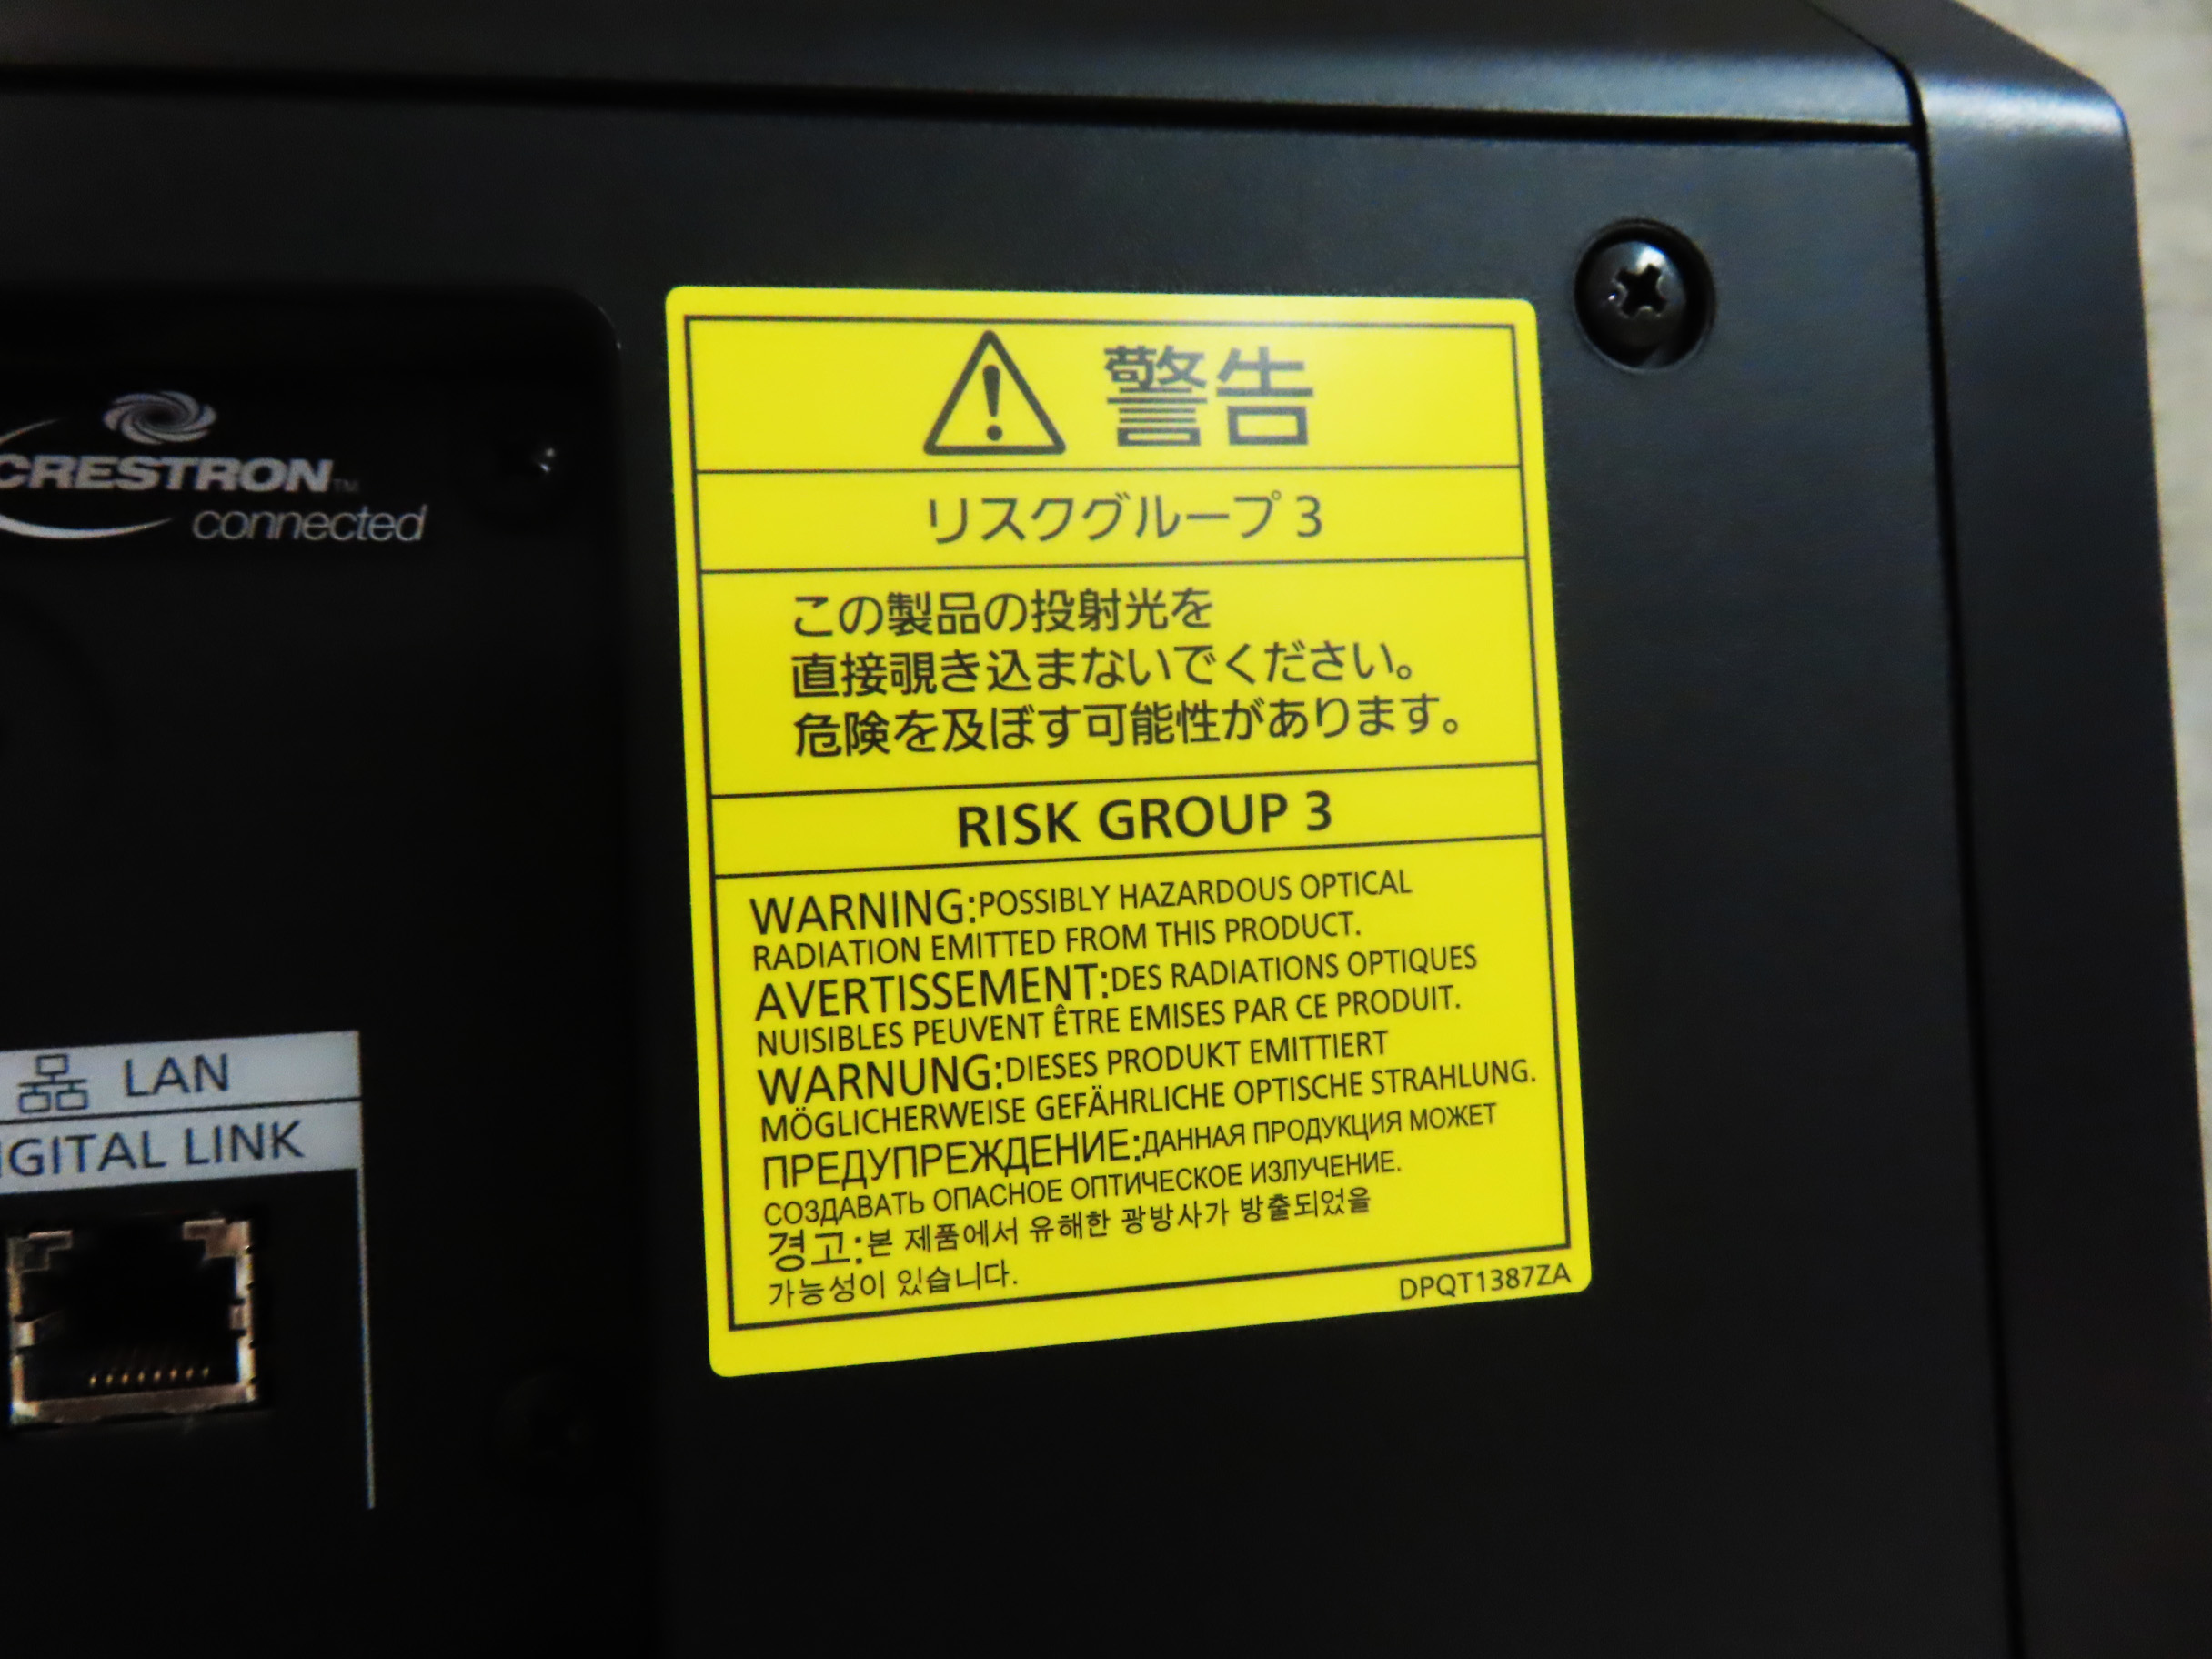 CRESTRON™
connected
LAN
IGITAL LINK
警告
リスクグループ 3
この製品の投射光を
直接覗き込まないでください。
危険を及ぼす可能性があります。
RISK GROUP 3
WARNING:POSSIBLY HAZARDOUS OPTICAL
RADIATION EMITTED FROM THIS PRODUCT.
AVERTISSEMENT:DES RADIATIONS OPTIQUES
NUISIBLES PEUVENT ÊTRE EMISES PAR CE PRODUIT.
WARNUNG:DIESES PRODUKT EMITTIERT
MÖGLICHERWEISE GEFÄHRLICHE OPTISCHE STRAHLUNG.
ПРЕДУПРЕЖДЕНИЕ:ДАННАЯ ПРОДУКЦИЯ МОЖЕТ
СОЗДАВАТЬ ОПАСНОЕ ОПТИЧЕСКОЕ ИЗЛУЧЕНИЕ.
경고:본 제품에서 유해한 광방사가 방출되었을
가능성이 있습니다.
DPQT1387ZA